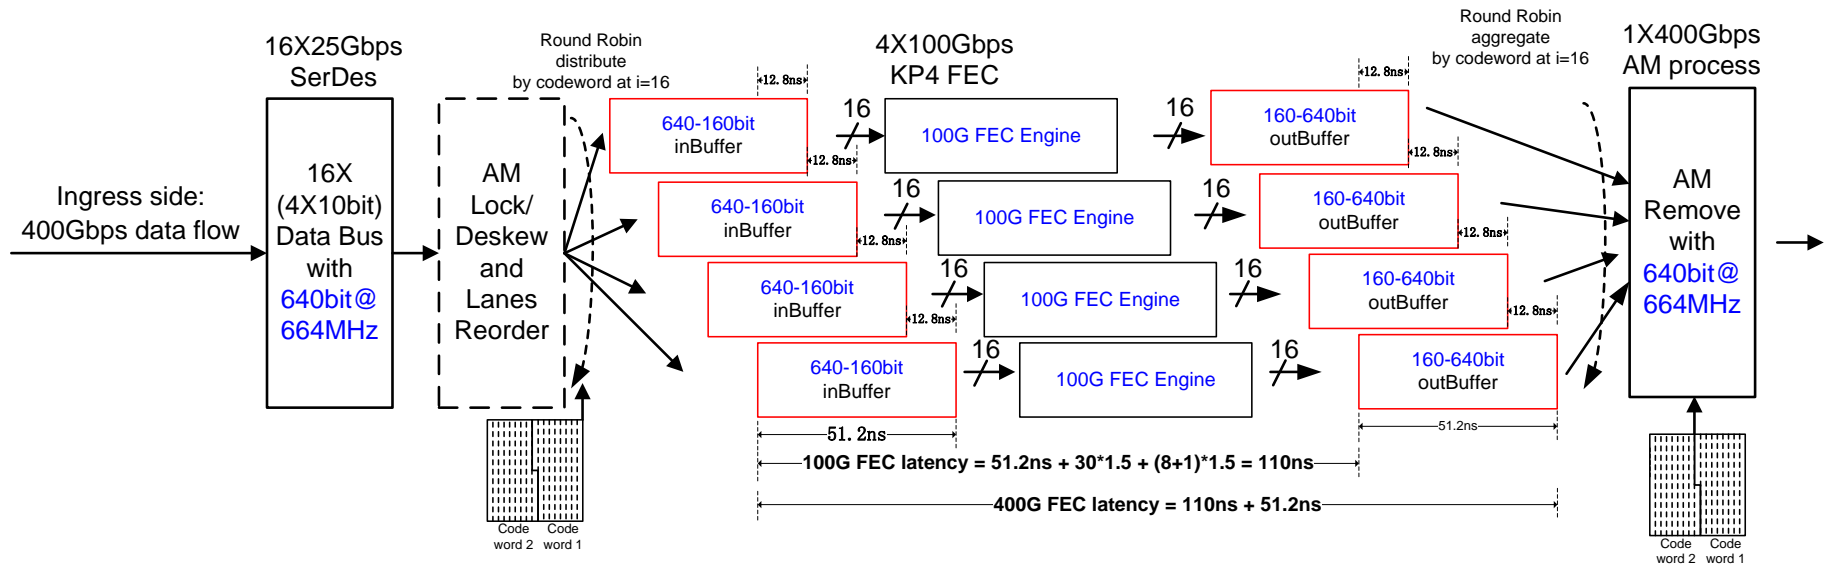 16X25Gbps
SerDes
Round Robin
distribute
by codeword at i=16
4X100Gbps
KP4 FEC
Round Robin
aggregate
by codeword at i=16
1X400Gbps
AM process
Ingress side:
400Gbps data flow
16X
(4X10bit)
Data Bus
with
640bit@
664MHz
AM
Lock/
Deskew
and
Lanes
Reorder
12.8ns
640-160bit
inBuffer
16
100G FEC Engine
16
12.8ns
160-640bit
outBuffer
12.8ns
640-160bit
inBuffer
16
100G FEC Engine
16
12.8ns
160-640bit
outBuffer
12.8ns
640-160bit
inBuffer
16
100G FEC Engine
16
12.8ns
160-640bit
outBuffer
12.8ns
640-160bit
inBuffer
16
100G FEC Engine
16
12.8ns
160-640bit
outBuffer
AM
Remove
with
640bit@
664MHz
51.2ns
51.2ns
100G FEC latency = 51.2ns + 30*1.5 + (8+1)*1.5 = 110ns
400G FEC latency = 110ns + 51.2ns
Code
word 2
Code
word 1
Code
word 2
Code
word 1